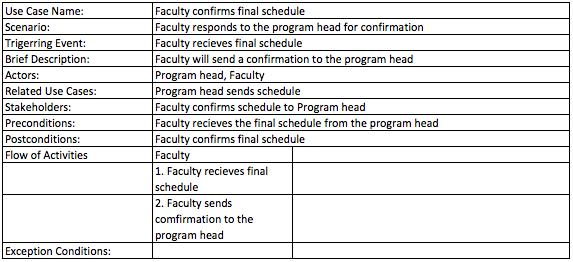 Use Case Name: Faculty confirms final schedule
Scenario: Faculty responds to the program head for confirmation
Trigerring Event: Faculty recieves final schedule
Brief Description: Faculty will send a confirmation to the program head
Actors: Program head, Faculty
Related Use Cases: Program head sends schedule
Stakeholders: Faculty confirms schedule to Program head
Preconditions: Faculty recieves the final schedule from the program head
Postconditions: Faculty confirms final schedule
Flow of Activities Faculty
1. Faculty recieves final
schedule
2. Faculty sends
comfirmation to the
program head
Exception Conditions: